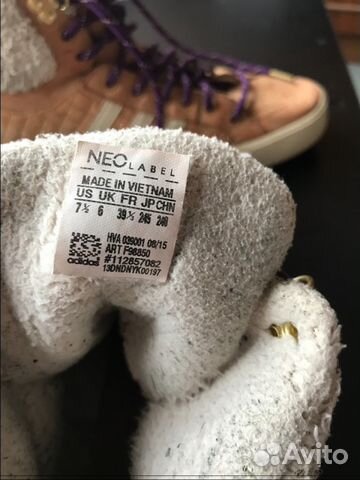 NEO LABEL
MADE IN VIETNAM
US UK FR JP CHN
7½ 6 39⅓ 245 240
HVA 039001 08/15
ART F98850
#112857082
adidas 13DNDNYK00197
Avito